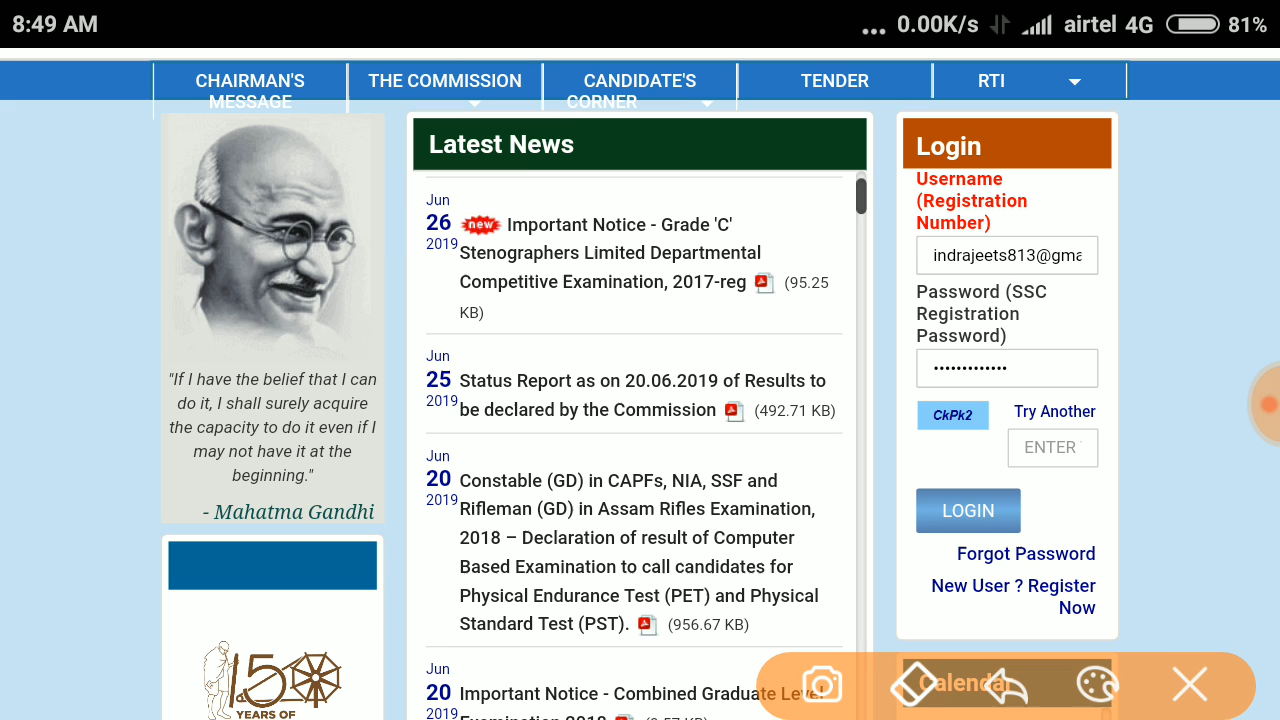 8:49 AM
... 0.00K/s airtel 4G 81%
CHAIRMAN'S
MESSAGE
THE COMMISSION
CANDIDATE'S
CORNER
TENDER
RTI
"If I have the belief that I can
do it, I shall surely acquire
the capacity to do it even if I
may not have it at the
beginning."
- Mahatma Gandhi
150
YEARS OF
Latest News
Jun
26
2019
new Important Notice - Grade 'C'
Stenographers Limited Departmental
Competitive Examination, 2017-reg (95.25
KB)
Jun
25
2019
Status Report as on 20.06.2019 of Results to
be declared by the Commission (492.71 KB)
Jun
20
2019
Constable (GD) in CAPFs, NIA, SSF and
Rifleman (GD) in Assam Rifles Examination,
2018 – Declaration of result of Computer
Based Examination to call candidates for
Physical Endurance Test (PET) and Physical
Standard Test (PST). (956.67 KB)
Jun
20
2019
Important Notice - Combined Graduate Level
Examination 2018
Login
Username
(Registration
Number)
indrajeets813@gma
Password (SSC
Registration
Password)
•••••••••••••
CkPk2
Try Another
ENTER
LOGIN
Forgot Password
New User ? Register
Now
Calendar